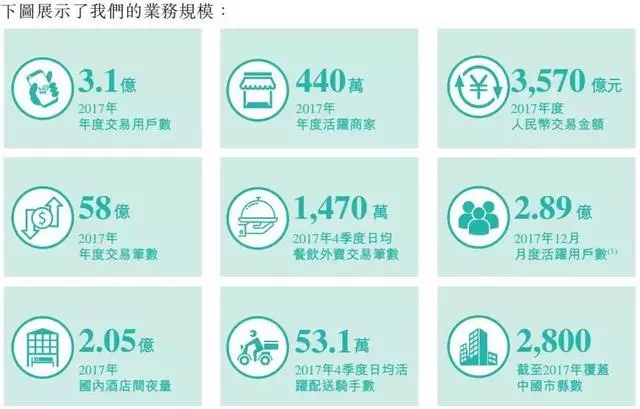 下圖展示了我們的業務規模：
3.1億
2017年
年度交易用戶數
440萬
2017年
年度活躍商家
3,570億元
2017年度
人民幣交易金額
58億
2017年
年度交易筆數
1,470萬
2017年4季度日均
餐飲外賣交易筆數
2.89億
2017年12月
月度活躍用戶數(1)
2.05億
2017年
國內酒店間夜量
53.1萬
2017年4季度日均活
躍配送騎手數
2,800
截至2017年覆蓋
中國市縣數